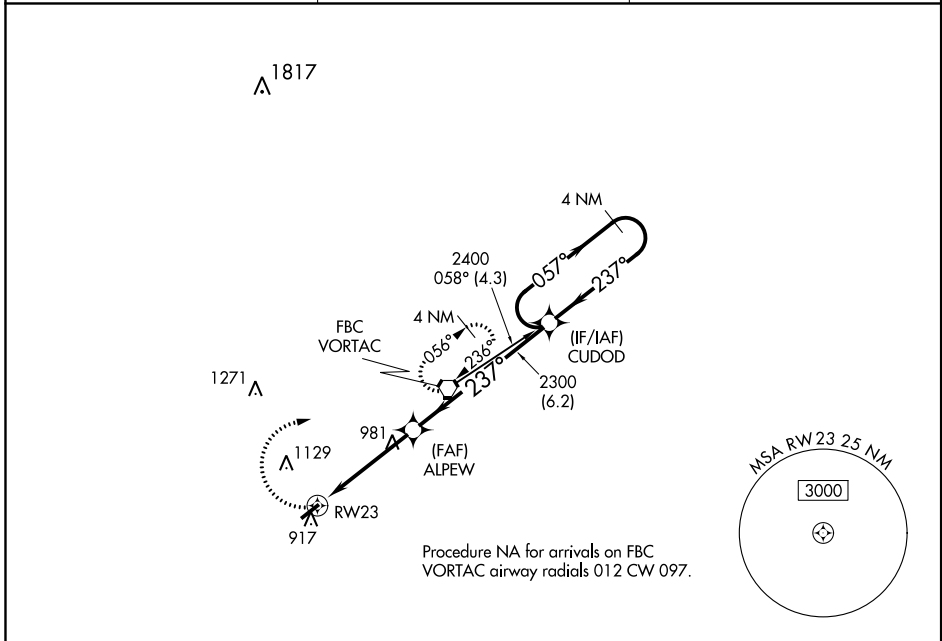 1817
4 NM
2400
058° (4.3)
057°
237°
4 NM
FBC
VORTAC
056°
236°
(IF/IAF)
CUDOD
237°
2300
(6.2)
1271
981
(FAF)
ALPEW
1129
RW23
917
MSA RW 23 25 NM
3000
Procedure NA for arrivals on FBC
VORTAC airway radials 012 CW 097.